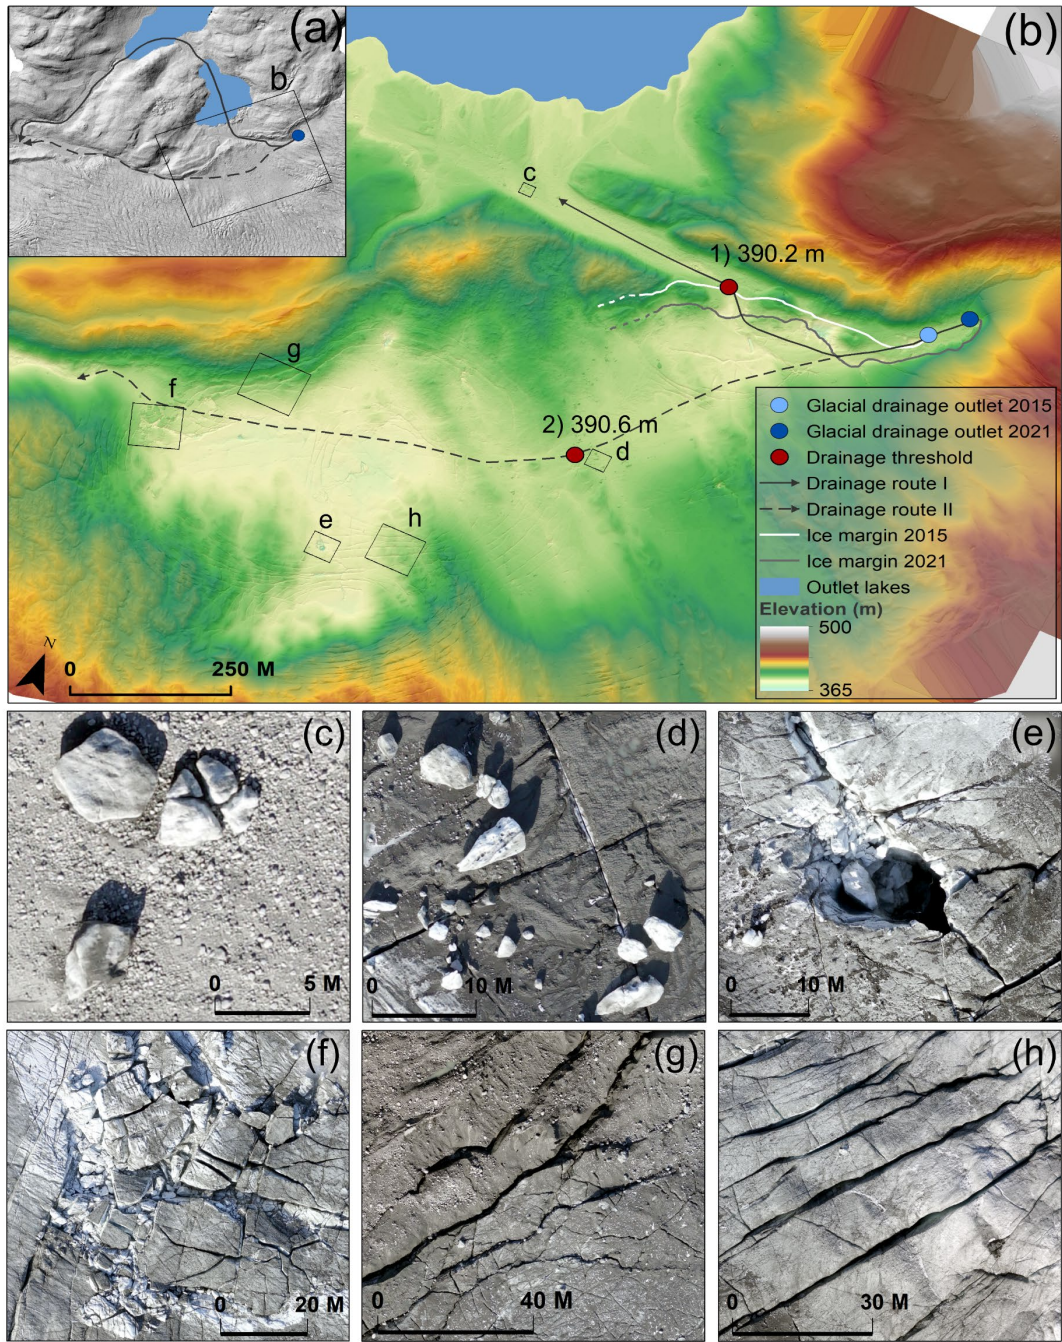 (a)
b
(b)
c
1) 390.2 m
g
f
2) 390.6 m
d
e
h
N
0
250 M
Glacial drainage outlet 2015
Glacial drainage outlet 2021
Drainage threshold
Drainage route I
Drainage route II
Ice margin 2015
Ice margin 2021
Outlet lakes
Elevation (m)
500
365
(c)
0
5 M
(d)
0
10 M
(e)
0
10 M
(f)
0
20 M
(g)
0
40 M
(h)
0
30 M